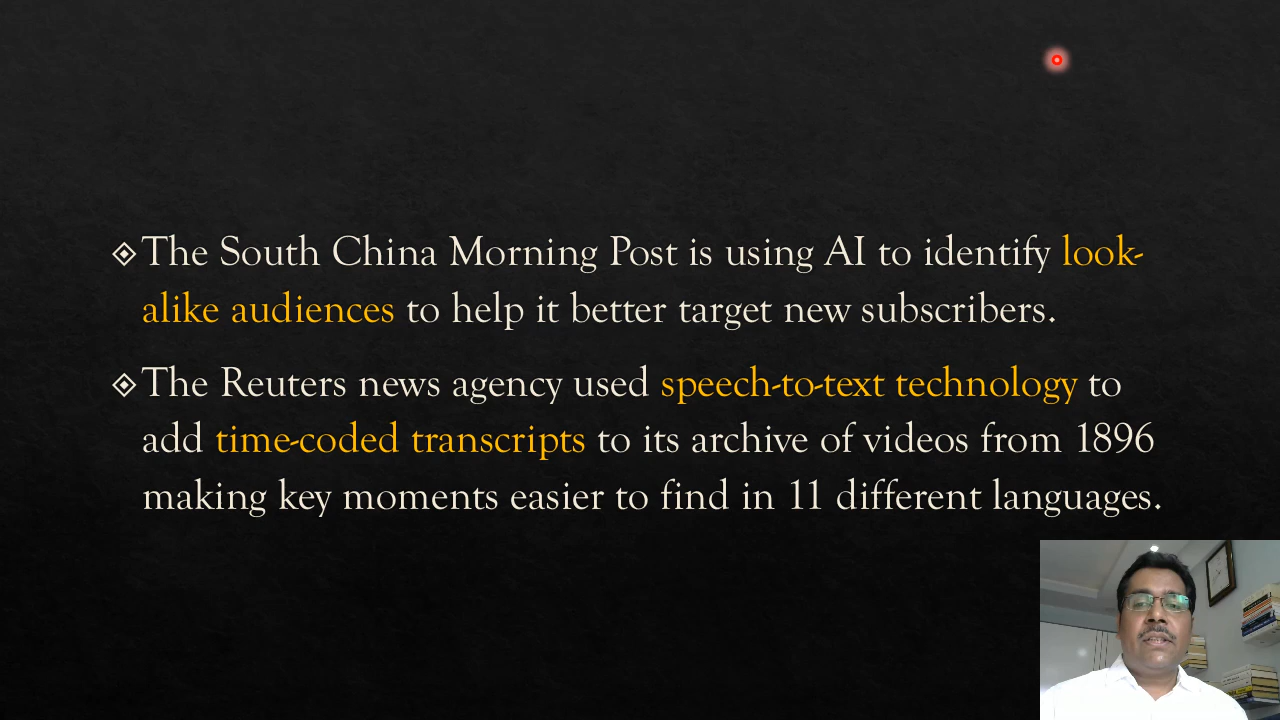 The South China Morning Post is using AI to identify look-
alike audiences to help it better target new subscribers.
The Reuters news agency used speech-to-text technology to
add time-coded transcripts to its archive of videos from 1896
making key moments easier to find in 11 different languages.